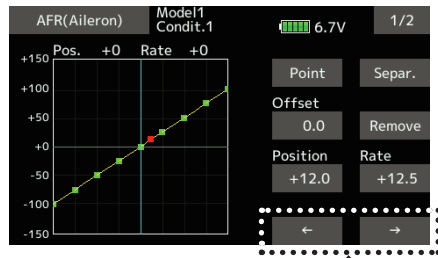 AFR(Aileron)
Model1
Condit.1
6.7V
1/2
Pos. +0 Rate +0
+150
+100
+50
+0
-50
-100
-150
Point
Separ.
Offset
0.0
Remove
Position
Rate
+12.0
+12.5
←
→